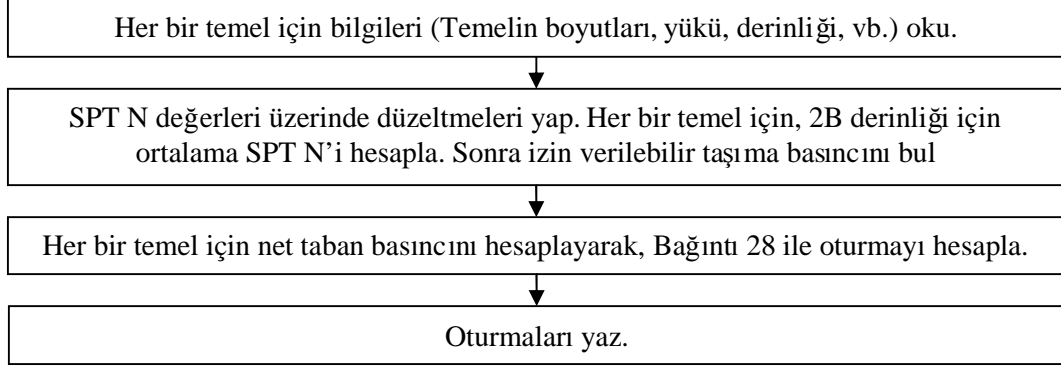 Her bir temel için bilgileri (Temelin boyutları, yükü, derinliği, vb.) oku.
SPT N değerleri üzerinde düzeltmeleri yap. Her bir temel için, 2B derinliği için
ortalama SPT N’i hesapla. Sonra izin verilebilir taşıma basıncını bul
Her bir temel için net taban basıncını hesaplayarak, Bağıntı 28 ile oturmayı hesapla.
Oturmaları yaz.